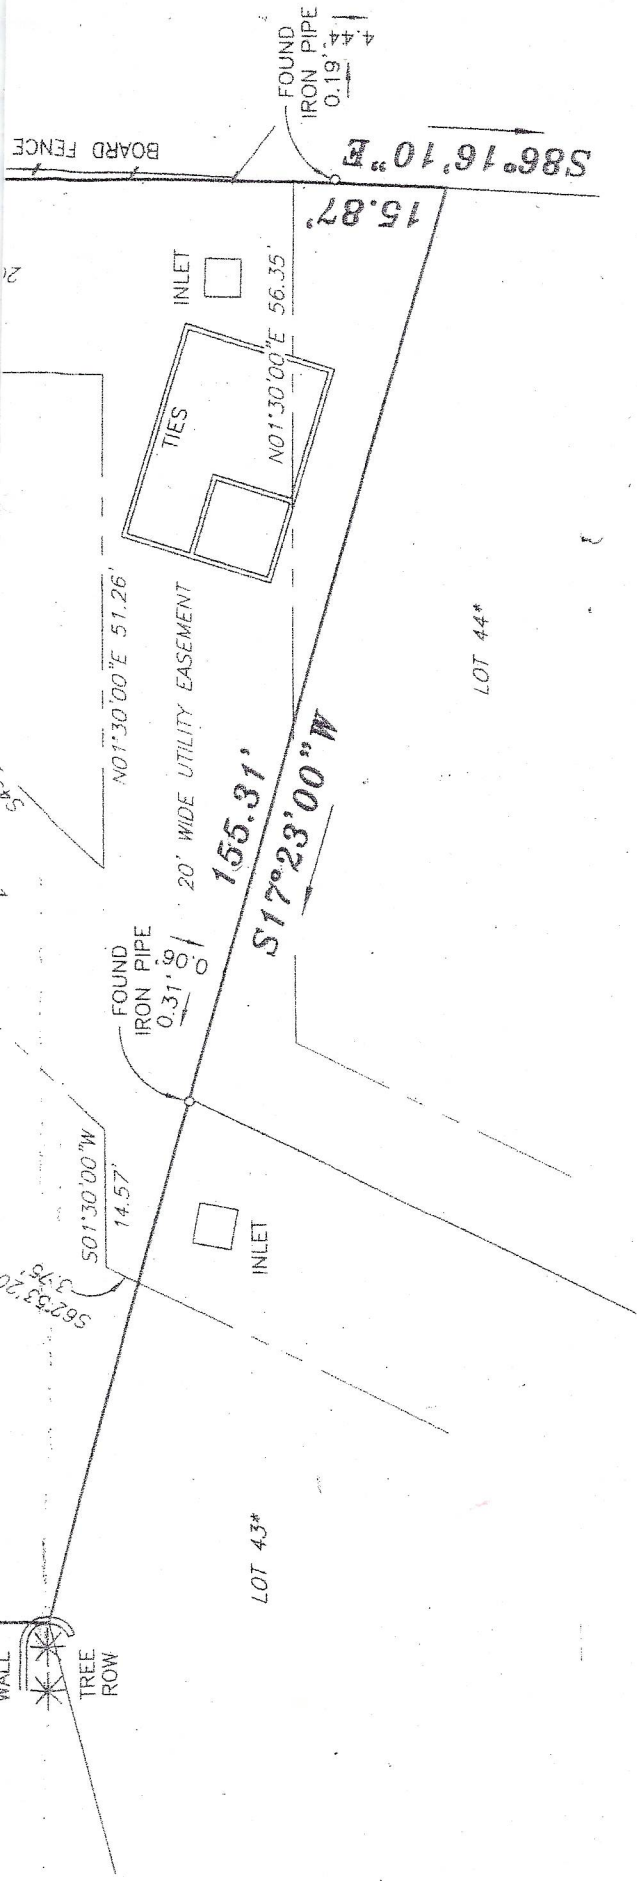 BOARD FENCE
FOUND
IRON PIPE
0.19'
4.44'
S86°16'10"E
15.87'
INLET
TIES
N01°30'00"E 56.35'
N01°30'00"E 51.26'
20' WIDE UTILITY EASEMENT
155.31'
S17°23'00"W
LOT 44*
FOUND
IRON PIPE
0.31'
S01°30'00"W
14.57'
3.75'
INLET
LOT 43*
WALL
TREE
ROW